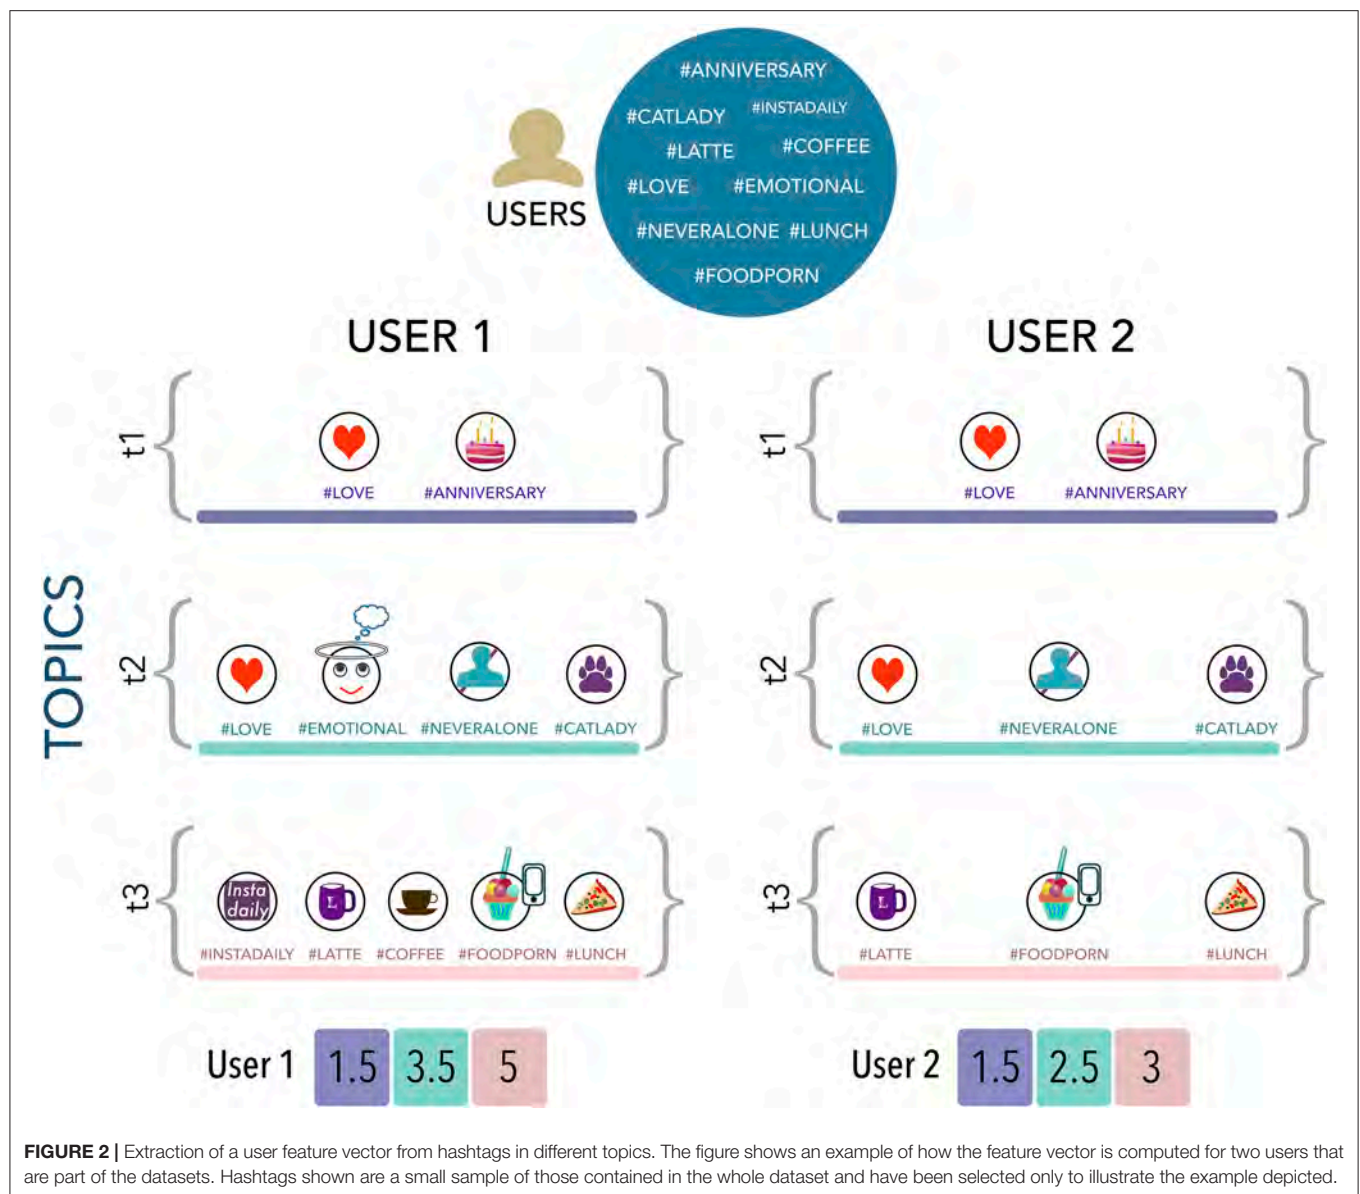 #ANNIVERSARY
#CATLADY #INSTADAILY
#LATTE #COFFEE
#LOVE #EMOTIONAL
USERS
#NEVERALONE #LUNCH
#FOODPORN
USER 1
USER 2
TOPICS
t1
#LOVE #ANNIVERSARY
t1
#LOVE #ANNIVERSARY
t2
#LOVE #EMOTIONAL #NEVERALONE #CATLADY
t2
#LOVE #NEVERALONE #CATLADY
t3
Insta
daily
L
#INSTADAILY #LATTE #COFFEE #FOODPORN #LUNCH
t3
L
#LATTE #FOODPORN #LUNCH
User 1 1.5 3.5 5
User 2 1.5 2.5 3
FIGURE 2 | Extraction of a user feature vector from hashtags in different topics. The figure shows an example of how the feature vector is computed for two users that
are part of the datasets. Hashtags shown are a small sample of those contained in the whole dataset and have been selected only to illustrate the example depicted.